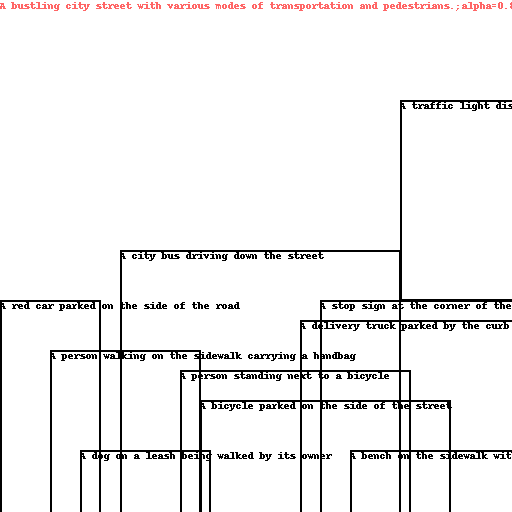 A bustling city street with various modes of transportation and pedestrians.;alpha=0.8
A traffic light dis
A city bus driving down the street
A red car parked on the side of the road
A stop sign at the corner of the
A delivery truck parked by the curb
A person walking on the sidewalk carrying a handbag
A person standing next to a bicycle
A bicycle parked on the side of the street
A dog on a leash being walked by its owner
A bench on the sidewalk wit